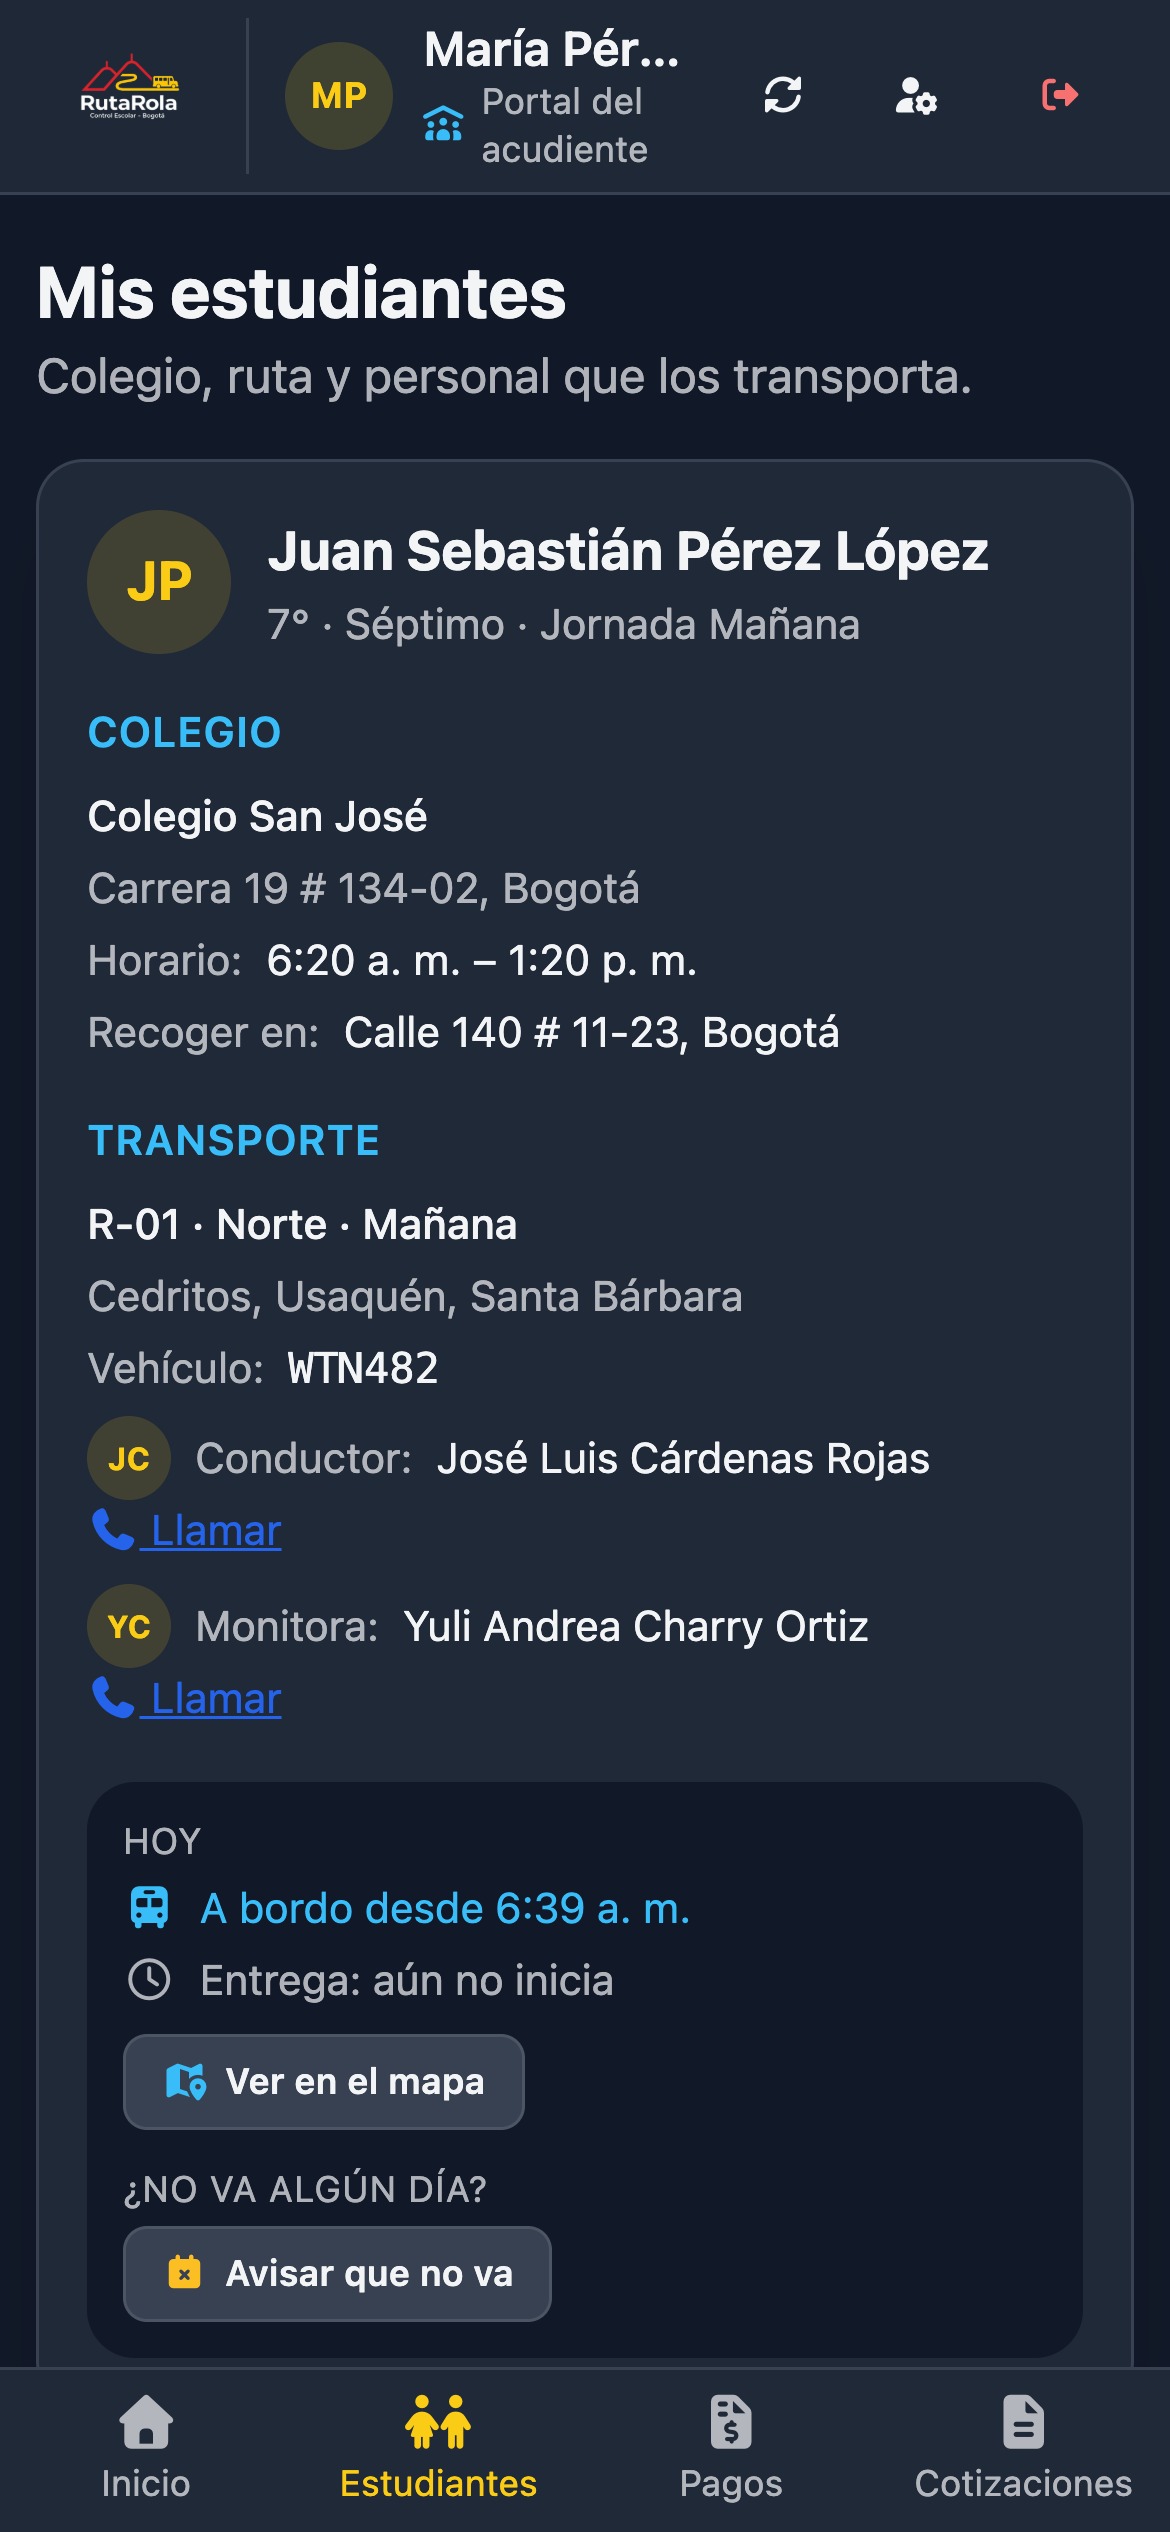 RutaRola
Control Escolar - Bogotá
MP
María Pér...
Portal del
acudiente
Mis estudiantes
Colegio, ruta y personal que los transporta.
JP
Juan Sebastián Pérez López
7° · Séptimo · Jornada Mañana
COLEGIO
Colegio San José
Carrera 19 # 134-02, Bogotá
Horario: 6:20 a. m. – 1:20 p. m.
Recoger en: Calle 140 # 11-23, Bogotá
TRANSPORTE
R-01 · Norte · Mañana
Cedritos, Usaquén, Santa Bárbara
Vehículo: WTN482
JC Conductor: José Luis Cárdenas Rojas
Llamar
YC Monitora: Yuli Andrea Charry Ortiz
Llamar
HOY
A bordo desde 6:39 a. m.
Entrega: aún no inicia
Ver en el mapa
¿NO VA ALGÚN DÍA?
Avisar que no va
Inicio
Estudiantes
Pagos
Cotizaciones